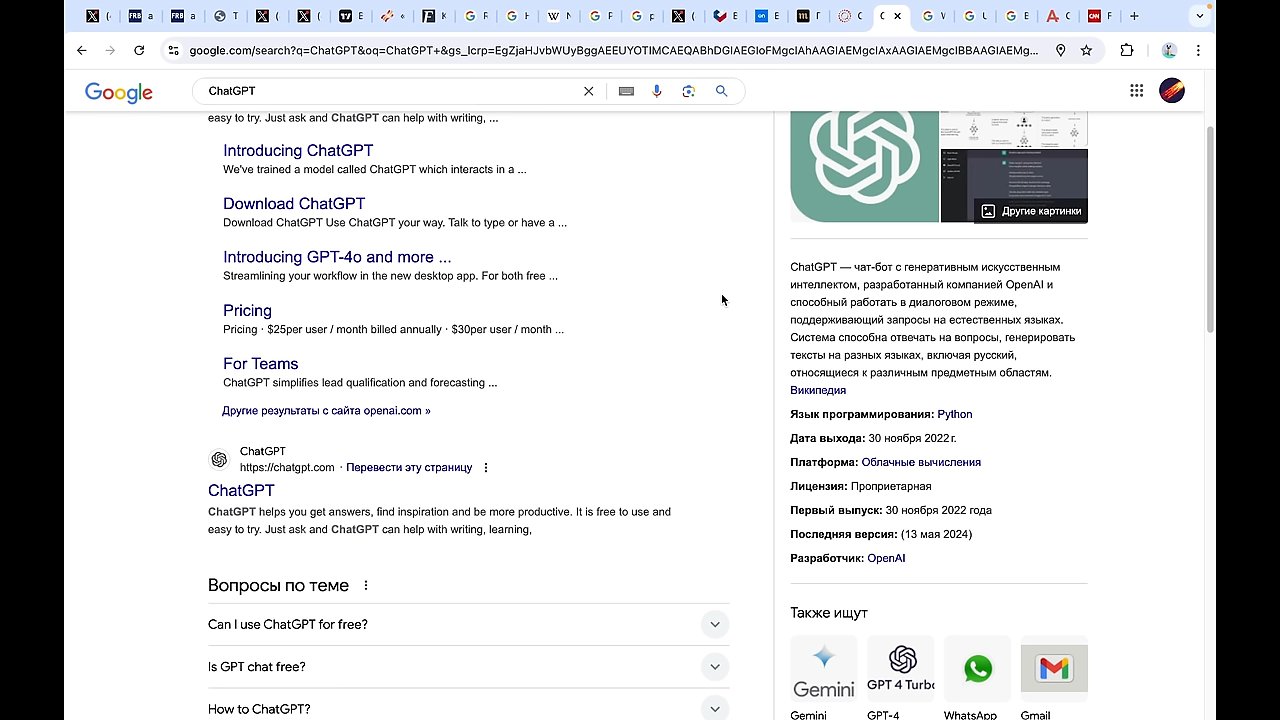 FRB
FRB
CNN
google.com/search?q=ChatGPT&oq=ChatGPT+&gs_lcrp=EgZjaHJvbWUyBggAEEUYOTIMCAEQABhDGIAEGIoFMgcIAhAAGIAEMgcIAxAAGIAEMgcIBBAAGIAEMg...
Google
ChatGPT
easy to try. Just ask and ChatGPT can help with writing, ...
Introducing ChatGPT
We've trained a model called ChatGPT which interacts in a ...
Download ChatGPT
Download ChatGPT Use ChatGPT your way. Talk to type or have a ...
Introducing GPT-4o and more ...
Streamlining your workflow in the new desktop app. For both free ...
Pricing
Pricing · $25per user / month billed annually · $30per user / month ...
For Teams
ChatGPT simplifies lead qualification and forecasting ...
Другие результаты с сайта openai.com »
ChatGPT
https://chatgpt.com · Перевести эту страницу
ChatGPT
ChatGPT helps you get answers, find inspiration and be more productive. It is free to use and
easy to try. Just ask and ChatGPT can help with writing, learning,
Вопросы по теме
Can I use ChatGPT for free?
Is GPT chat free?
How to ChatGPT?
Другие картинки
ChatGPT — чат-бот с генеративным искусственным
интеллектом, разработанный компанией OpenAI и
способный работать в диалоговом режиме,
поддерживающий запросы на естественных языках.
Система способна отвечать на вопросы, генерировать
тексты на разных языках, включая русский,
относящиеся к различным предметным областям.
Википедия
Язык программирования: Python
Дата выхода: 30 ноября 2022 г.
Платформа: Облачные вычисления
Лицензия: Проприетарная
Первый выпуск: 30 ноября 2022 года
Последняя версия: (13 мая 2024)
Разработчик: OpenAI
Также ищут
Gemini
GPT 4 Turbo
Gemini
GPT-4
WhatsApp
Gmail